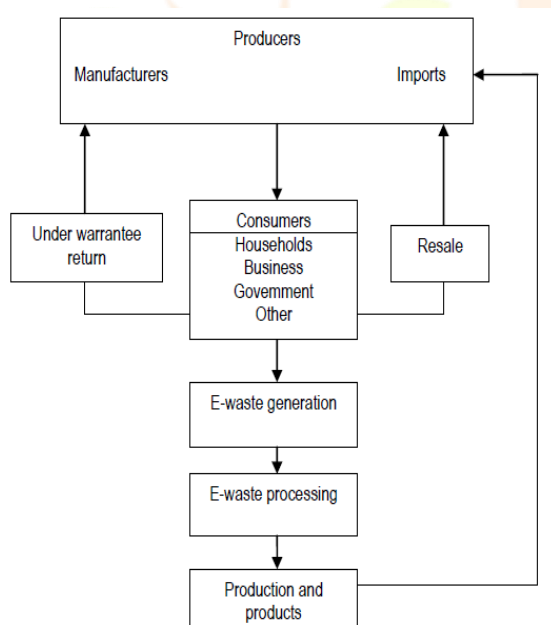 Producers
Manufacturers
Imports
Under warrantee
return
Consumers
Households
Business
Government
Other
Resale
E-waste generation
E-waste processing
Production and
products